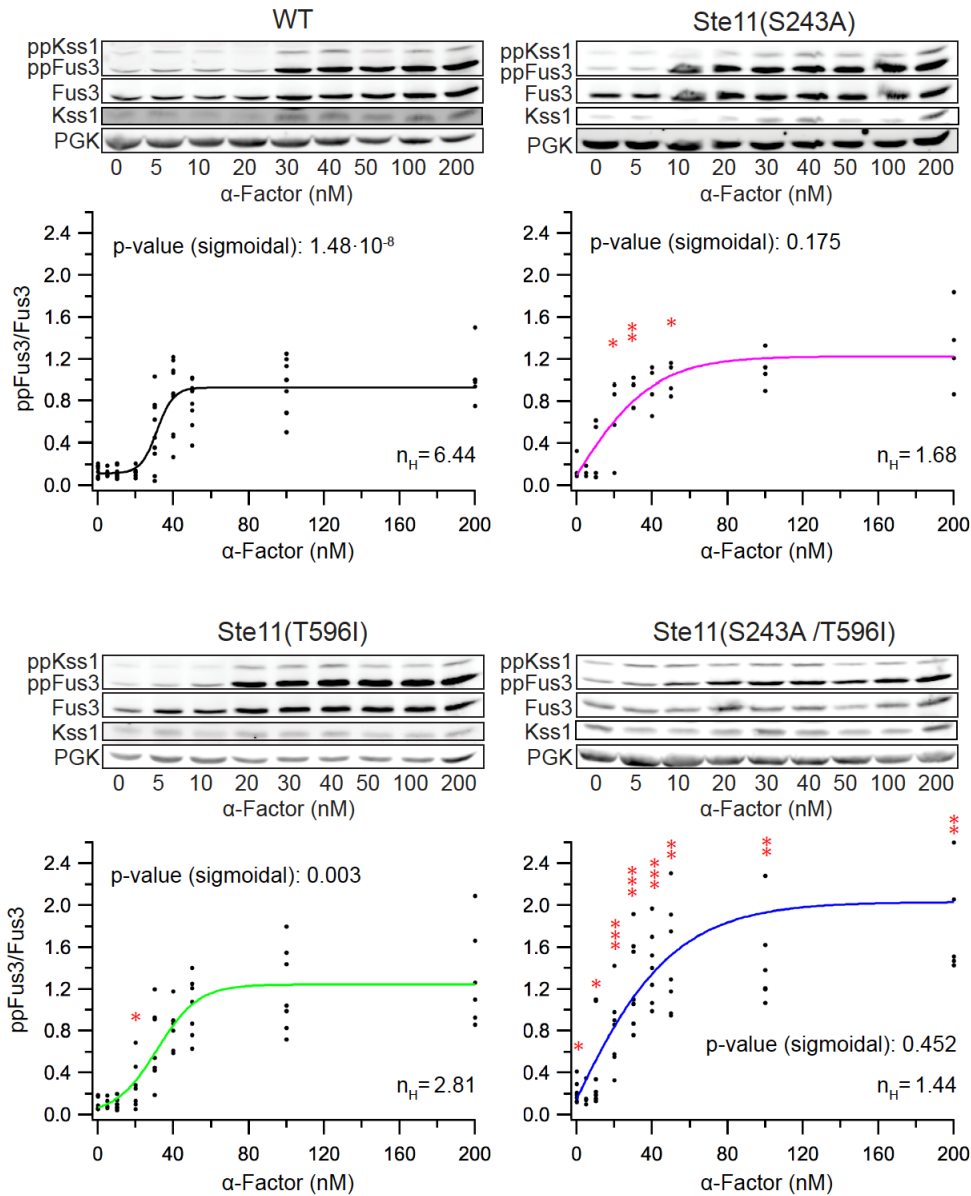 WT
ppKss1
ppFus3
Fus3
Kss1
PGK
0 5 10 20 30 40 50 100 200
α-Factor (nM)
ppFus3/Fus3
2.4
2.0
1.6
1.2
0.8
0.4
0.0
p-value (sigmoidal): 1.48·10⁻⁸
n_H = 6.44
0 40 80 120 160 200
α-Factor (nM)
Ste11(S243A)
ppKss1
ppFus3
Fus3
Kss1
PGK
0 5 10 20 30 40 50 100 200
α-Factor (nM)
2.4
2.0
1.6
1.2
0.8
0.4
0.0
p-value (sigmoidal): 0.175
* ** *
n_H = 1.68
0 40 80 120 160 200
α-Factor (nM)
Ste11(T596I)
ppKss1
ppFus3
Fus3
Kss1
PGK
0 5 10 20 30 40 50 100 200
α-Factor (nM)
ppFus3/Fus3
2.4
2.0
1.6
1.2
0.8
0.4
0.0
p-value (sigmoidal): 0.003
*
n_H = 2.81
0 40 80 120 160 200
α-Factor (nM)
Ste11(S243A /T596I)
ppKss1
ppFus3
Fus3
Kss1
PGK
0 5 10 20 30 40 50 100 200
α-Factor (nM)
2.4
2.0
1.6
1.2
0.8
0.4
0.0
* * *** *** *** ** ** **
p-value (sigmoidal): 0.452
n_H = 1.44
0 40 80 120 160 200
α-Factor (nM)